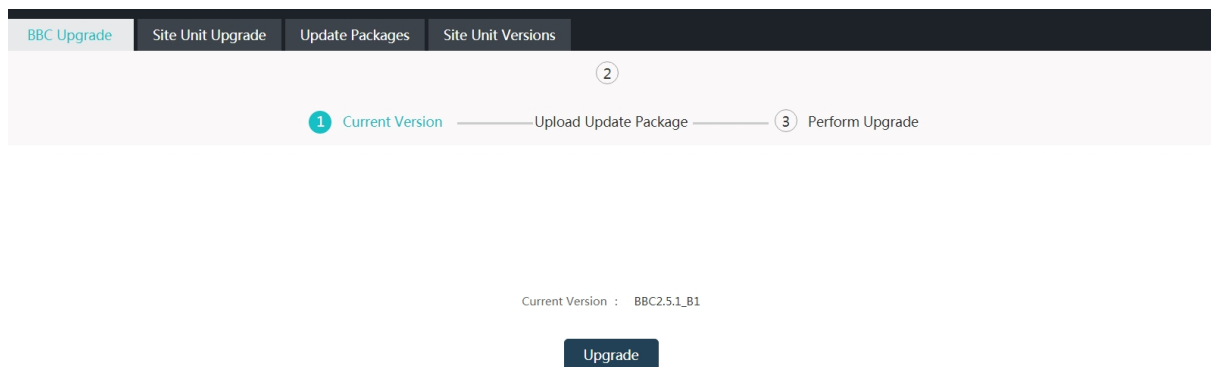 BBC Upgrade Site Unit Upgrade Update Packages Site Unit Versions
2
1 Current Version Upload Update Package 3 Perform Upgrade
Current Version : BBC2.5.1_B1
Upgrade